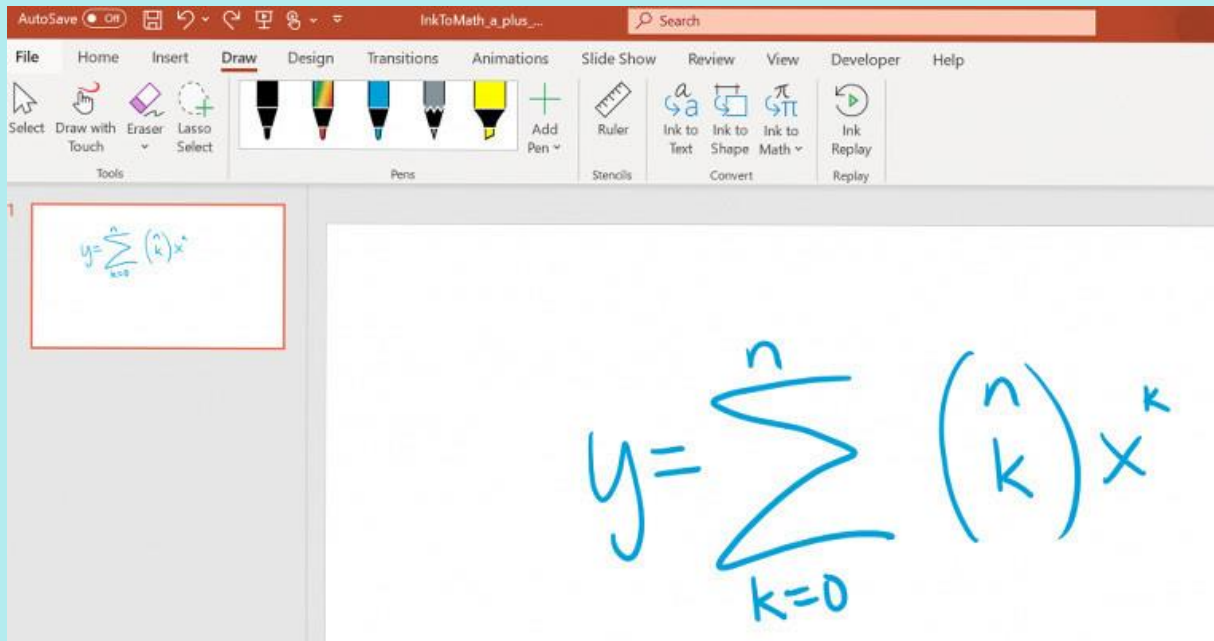 AutoSave Off InkToMath_a_plus_... Search
File Home Insert Draw Design Transitions Animations Slide Show Review View Developer Help
Select Draw with Touch Eraser Lasso Select Add Pen Ruler Ink to Text Ink to Shape Ink to Math Ink Replay
Tools Pens Stencils Convert Replay
a a π π
1
n
y=∑ (n k) x^k
k=0
n
y=∑ (n k) x^k
k=0